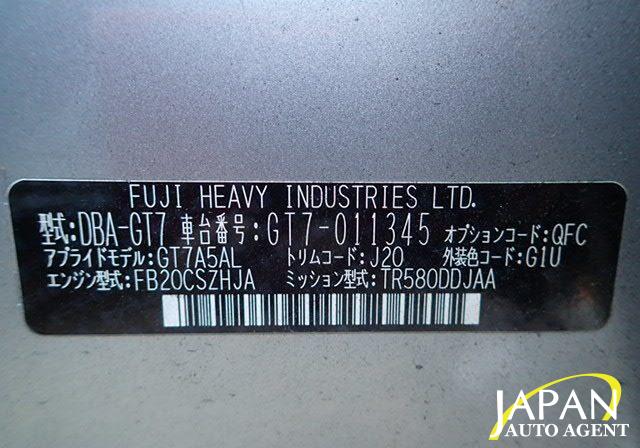 FUJI HEAVY INDUSTRIES LTD.
型式:DBA-GT7 車台番号:GT7-011345 オプションコード:QFC
アプライドモデル:GT7A5AL トリムコード:J20 外装色コード:G1U
エンジン型式:FB20CSZHJA ミッション型式:TR580DDJAA
JAPAN
AUTO AGENT